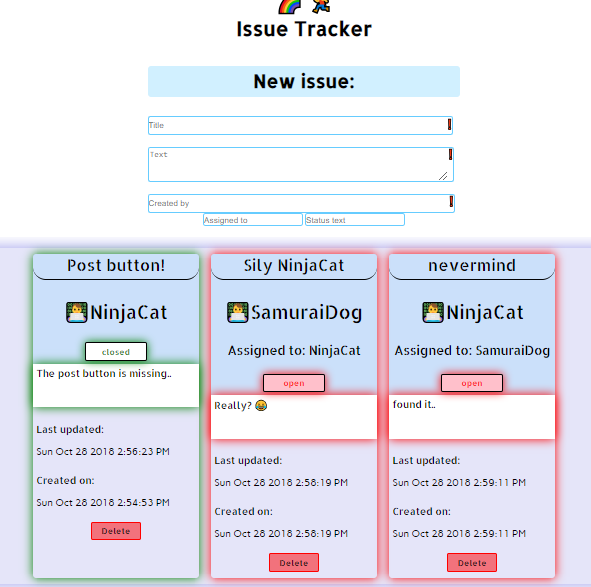 Issue Tracker
New issue:
Title
Text
Created by
Assigned to
Status text
Post button!
NinjaCat
closed
The post button is missing..
Last updated:
Sun Oct 28 2018 2:56:23 PM
Created on:
Sun Oct 28 2018 2:54:53 PM
Delete
Sily NinjaCat
SamuraiDog
Assigned to: NinjaCat
open
Really?
Last updated:
Sun Oct 28 2018 2:58:19 PM
Created on:
Sun Oct 28 2018 2:58:19 PM
Delete
nevermind
NinjaCat
Assigned to: SamuraiDog
open
found it..
Last updated:
Sun Oct 28 2018 2:59:11 PM
Created on:
Sun Oct 28 2018 2:59:11 PM
Delete